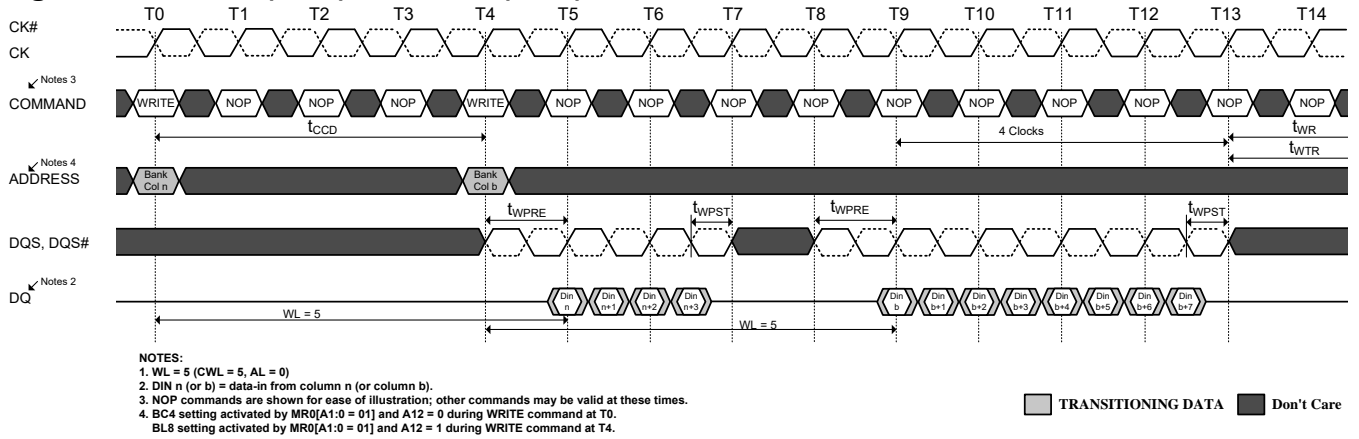 T0 T1 T2 T3 T4 T5 T6 T7 T8 T9 T10 T11 T12 T13 T14
CK#
CK
Notes 3
COMMAND WRITE NOP NOP NOP WRITE NOP NOP NOP NOP NOP NOP NOP NOP NOP NOP
tCCD 4 Clocks tWR
tWTR
Notes 4
ADDRESS Bank Col n Bank Col b
tWPRE tWPST tWPRE tWPST
DQS, DQS#
Notes 2
DQ Din n Din n+1 Din n+2 Din n+3 Din b Din b+1 Din b+2 Din b+3 Din b+4 Din b+5 Din b+6 Din b+7
WL = 5 WL = 5
NOTES:
1. WL = 5 (CWL = 5, AL = 0)
2. DIN n (or b) = data-in from column n (or column b).
3. NOP commands are shown for ease of illustration; other commands may be valid at these times.
4. BC4 setting activated by MR0[A1:0 = 01] and A12 = 0 during WRITE command at T0.
BL8 setting activated by MR0[A1:0 = 01] and A12 = 1 during WRITE command at T4.
TRANSITIONING DATA Don't Care